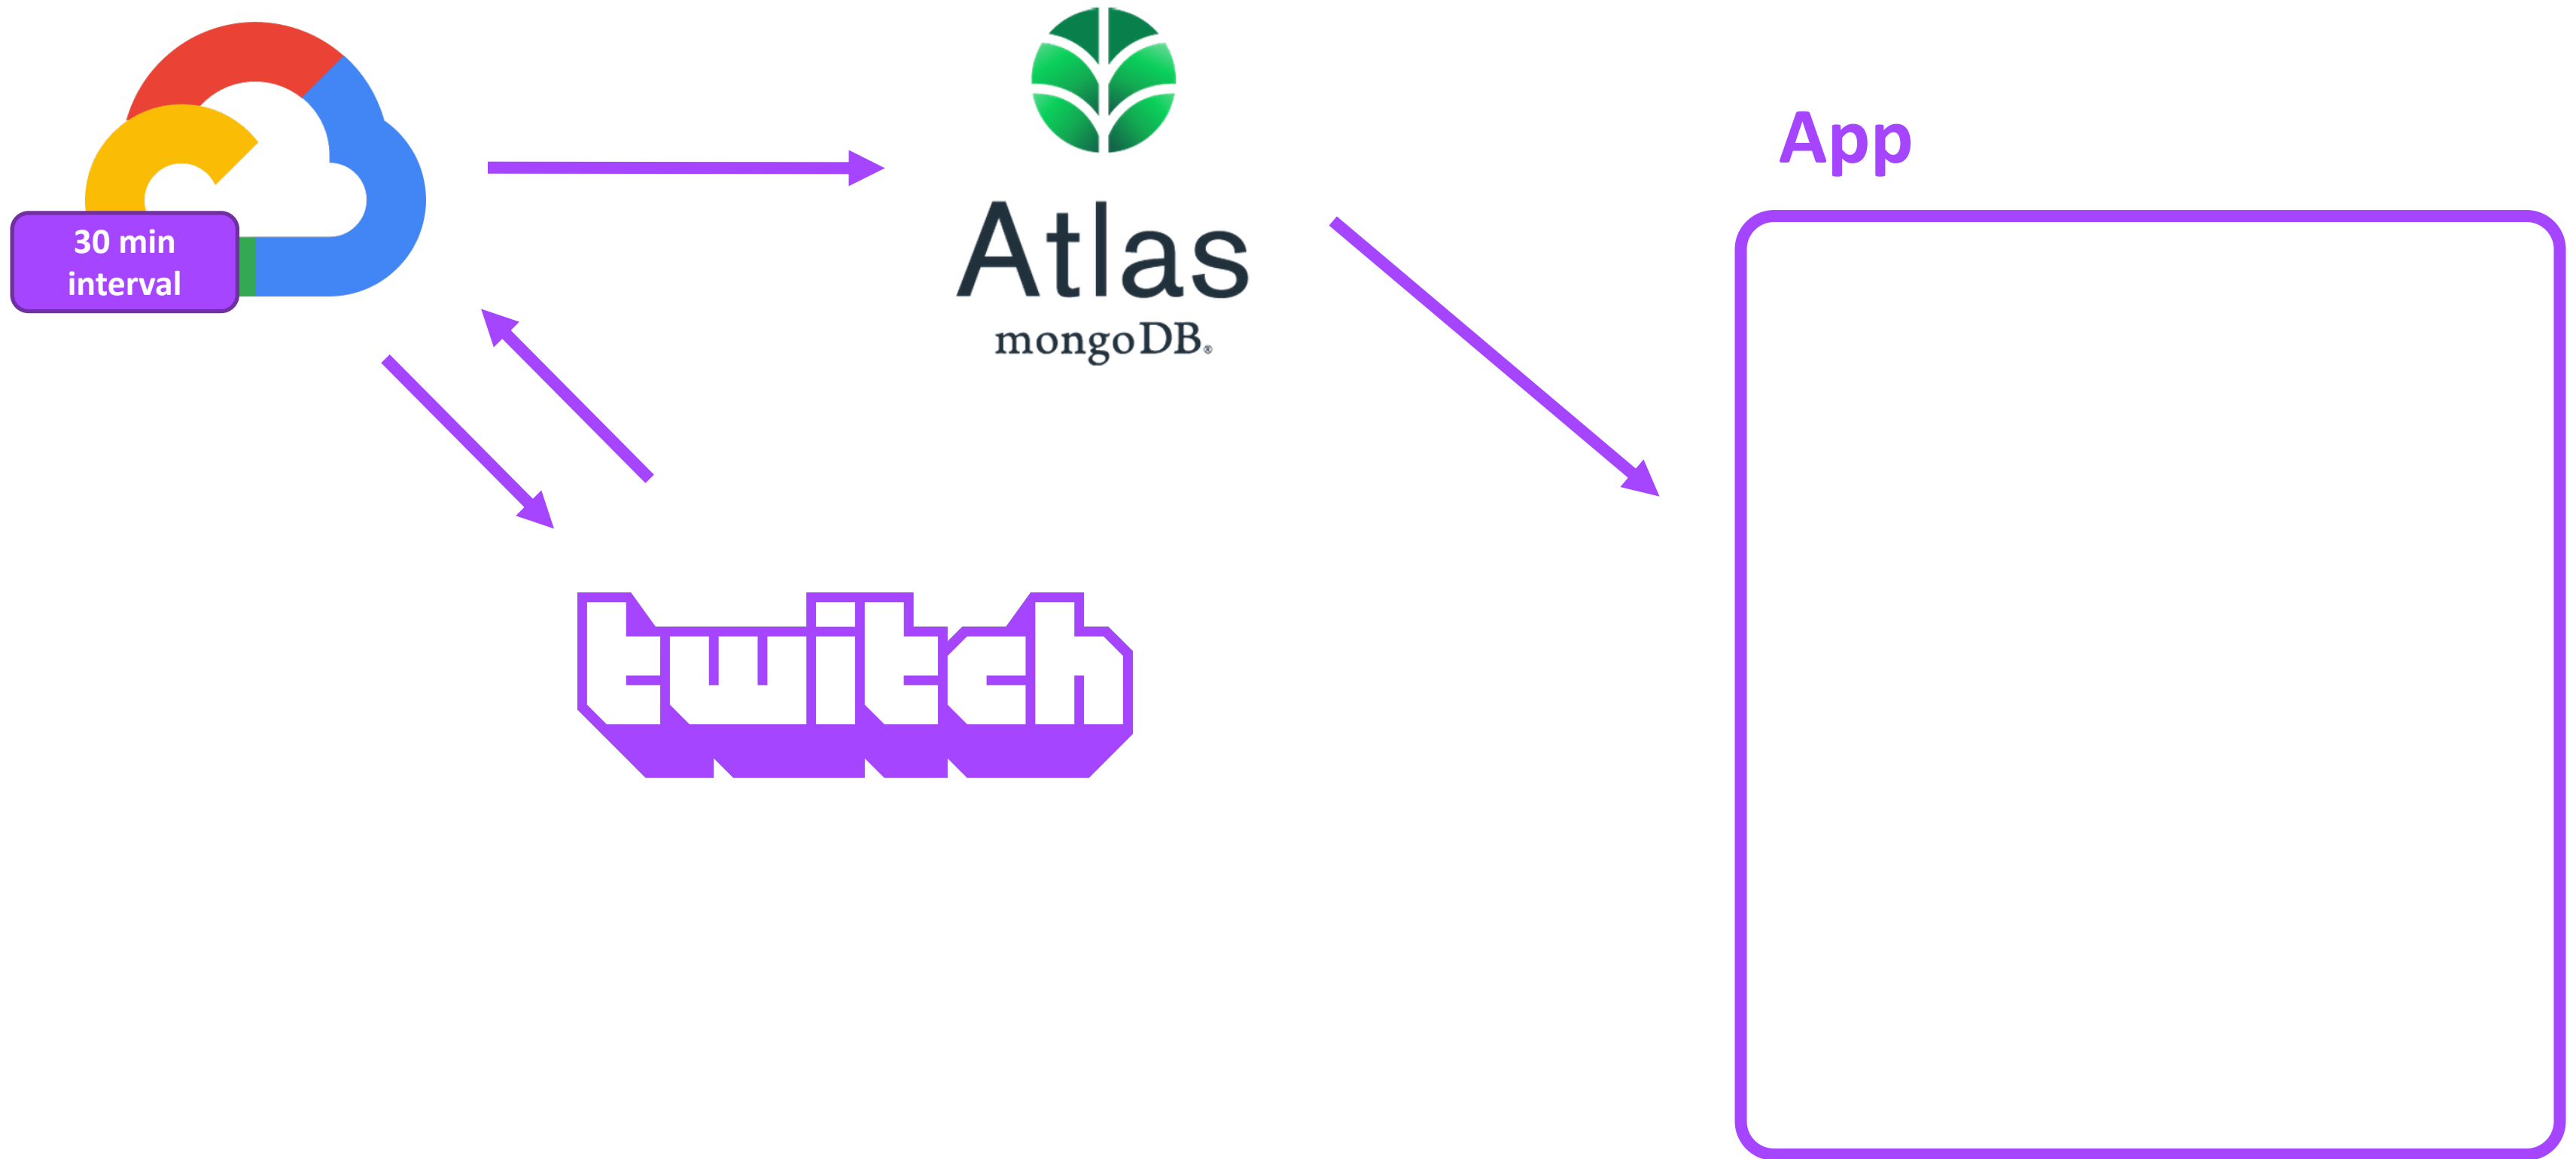 30 min
interval
Atlas
mongoDB®
twitch
App